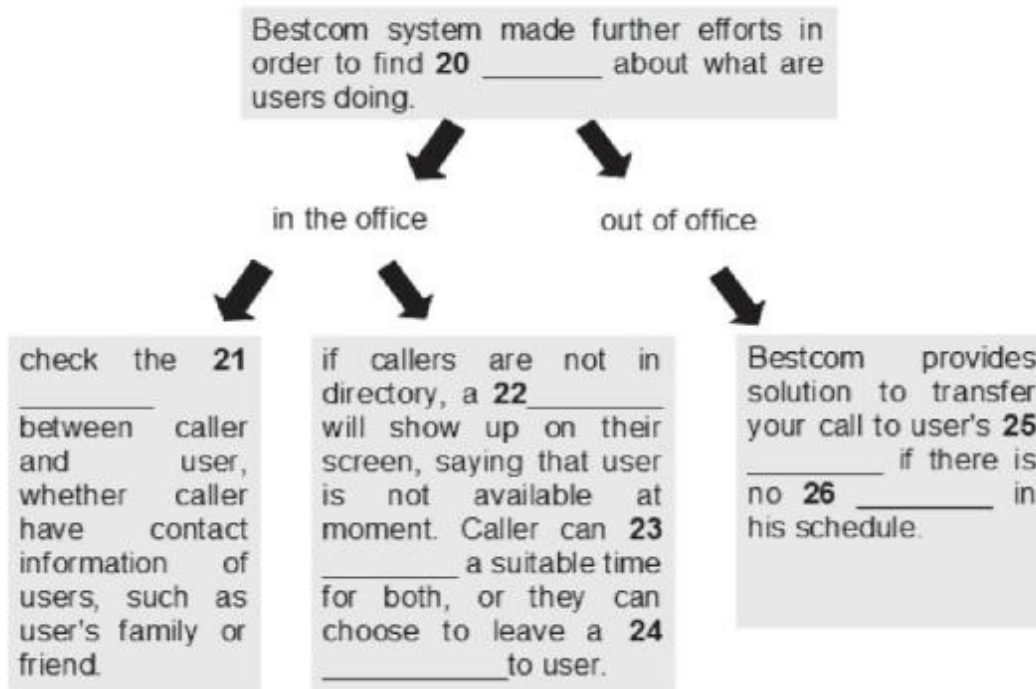 Bestcom system made further efforts in
order to find 20 ________ about what are
users doing.
in the office
out of office
check the 21
_________
between caller
and user,
whether caller
have contact
information of
users, such as
user's family or
friend.
if callers are not in
directory, a 22_________
will show up on their
screen, saying that user
is not available at
moment. Caller can 23
_________ a suitable time
for both, or they can
choose to leave a 24
____________to user.
Bestcom provides
solution to transfer
your call to user's 25
_________ if there is
no 26 _________ in
his schedule.